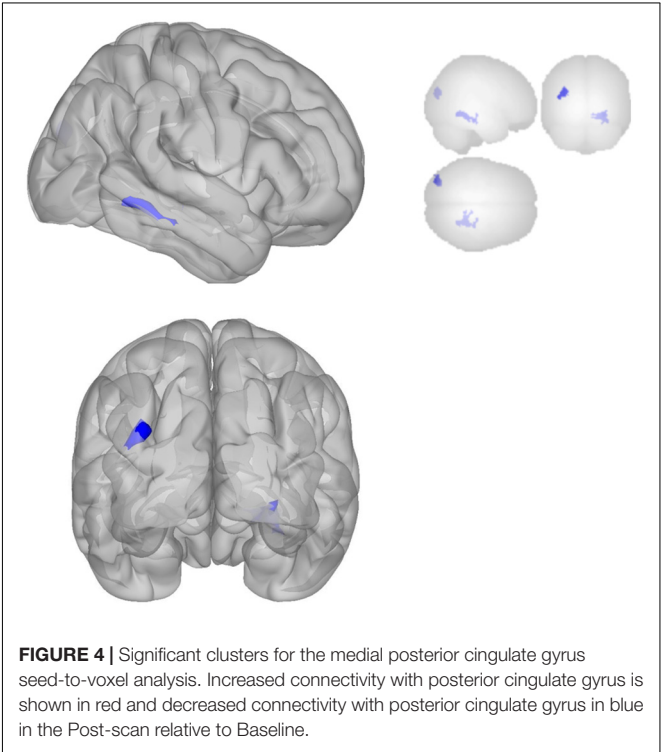 FIGURE 4 | Significant clusters for the medial posterior cingulate gyrus
seed-to-voxel analysis. Increased connectivity with posterior cingulate gyrus is
shown in red and decreased connectivity with posterior cingulate gyrus in blue
in the Post-scan relative to Baseline.